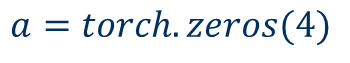 a = torch.zeros(4)